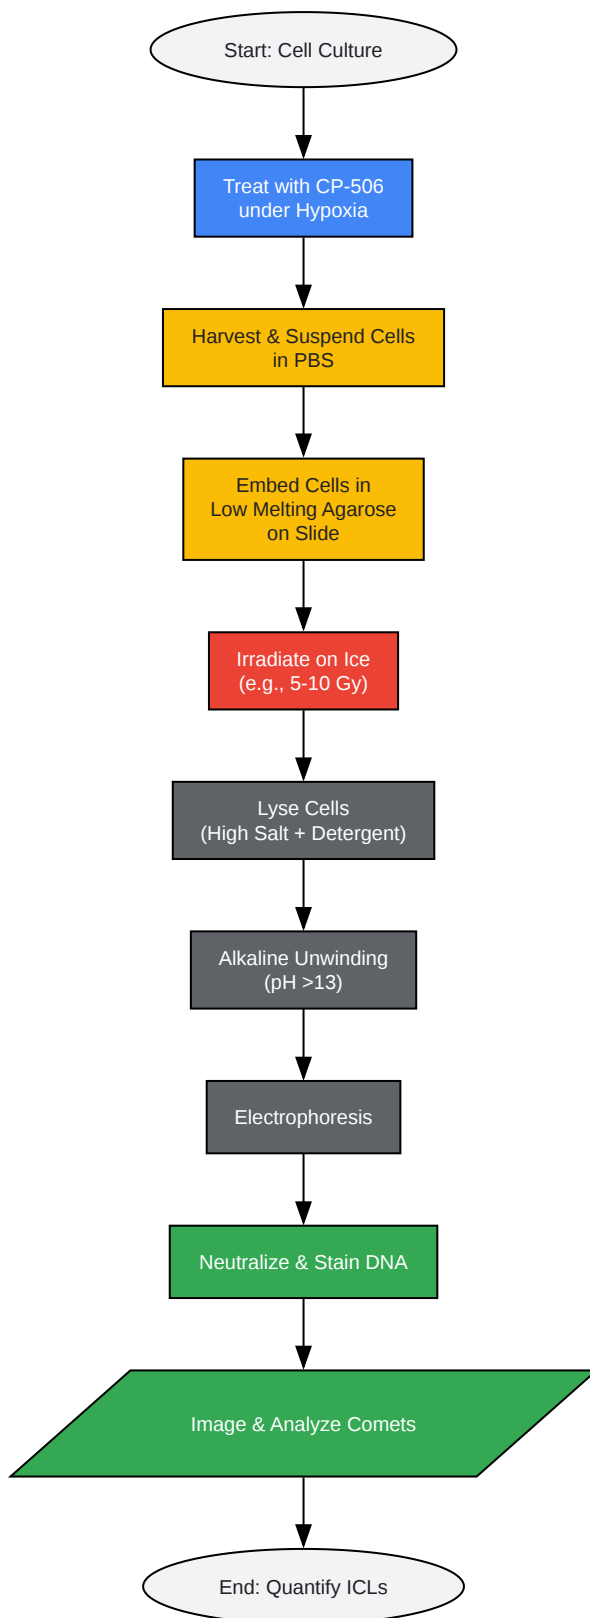 Start: Cell Culture
Treat with CP-506
under Hypoxia
Harvest & Suspend Cells
in PBS
Embed Cells in
Low Melting Agarose
on Slide
Irradiate on Ice
(e.g., 5-10 Gy)
Lyse Cells
(High Salt + Detergent)
Alkaline Unwinding
(pH >13)
Electrophoresis
Neutralize & Stain DNA
Image & Analyze Comets
End: Quantify ICLs